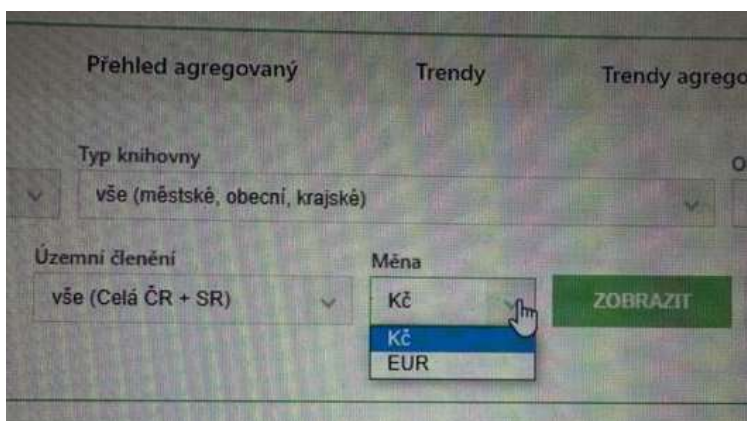 Přehled agregovaný Trendy Trendy agrego
Typ knihovny
vše (městské, obecní, krajské)
Územní členění Měna
vše (Celá ČR + SR) Kč ZOBRAZIT
Kč
EUR